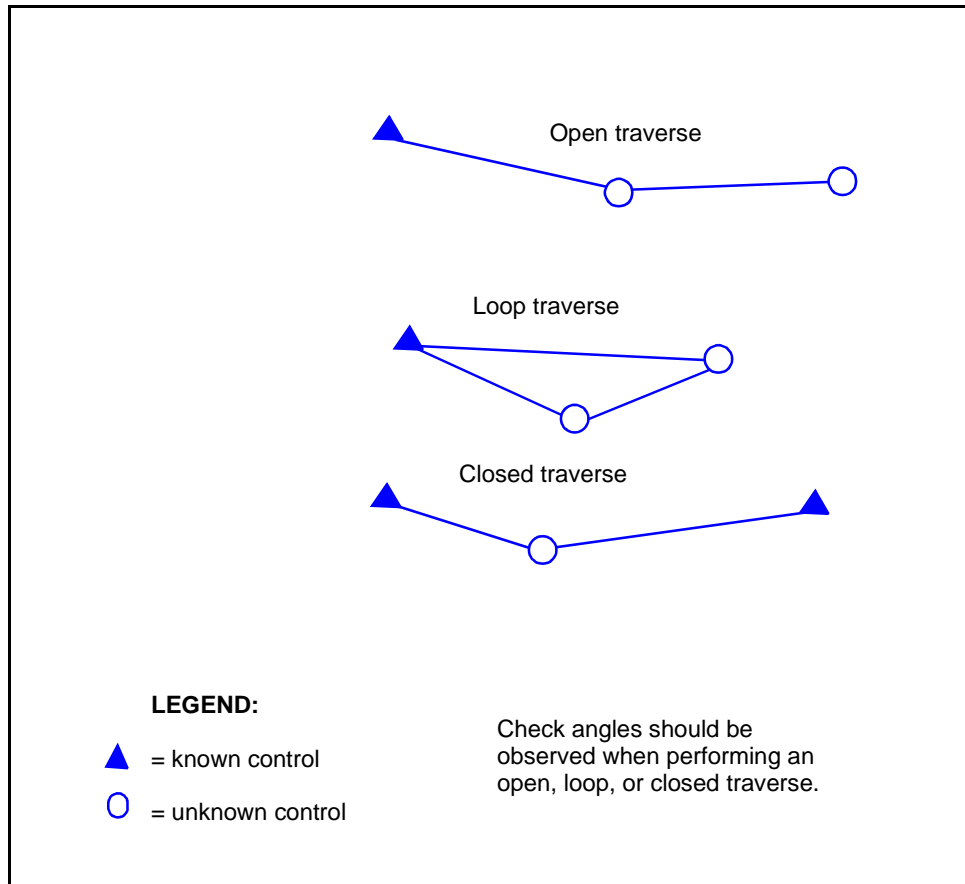 Open traverse
Loop traverse
Closed traverse
LEGEND:
= known control
= unknown control
Check angles should be
observed when performing an
open, loop, or closed traverse.